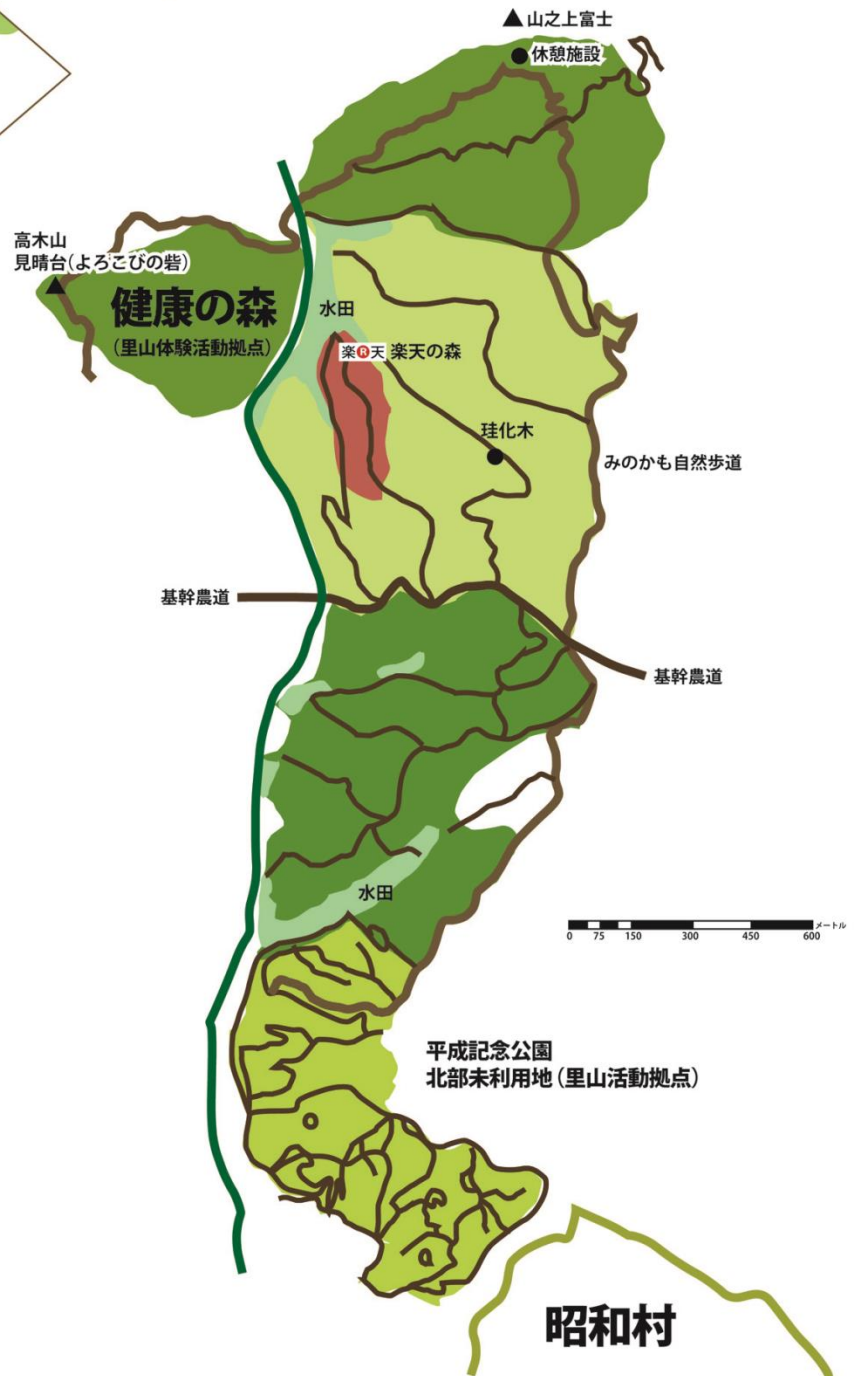 ▲山之上富士
●休憩施設
高木山
見晴台(よろこびの砦)
健康の森
(里山体験活動拠点)
水田
楽R天 楽天の森
珪化木
みのかも自然歩道
基幹農道
基幹農道
水田
0 75 150 300 450 600 メートル
平成記念公園
北部未利用地(里山活動拠点)
昭和村